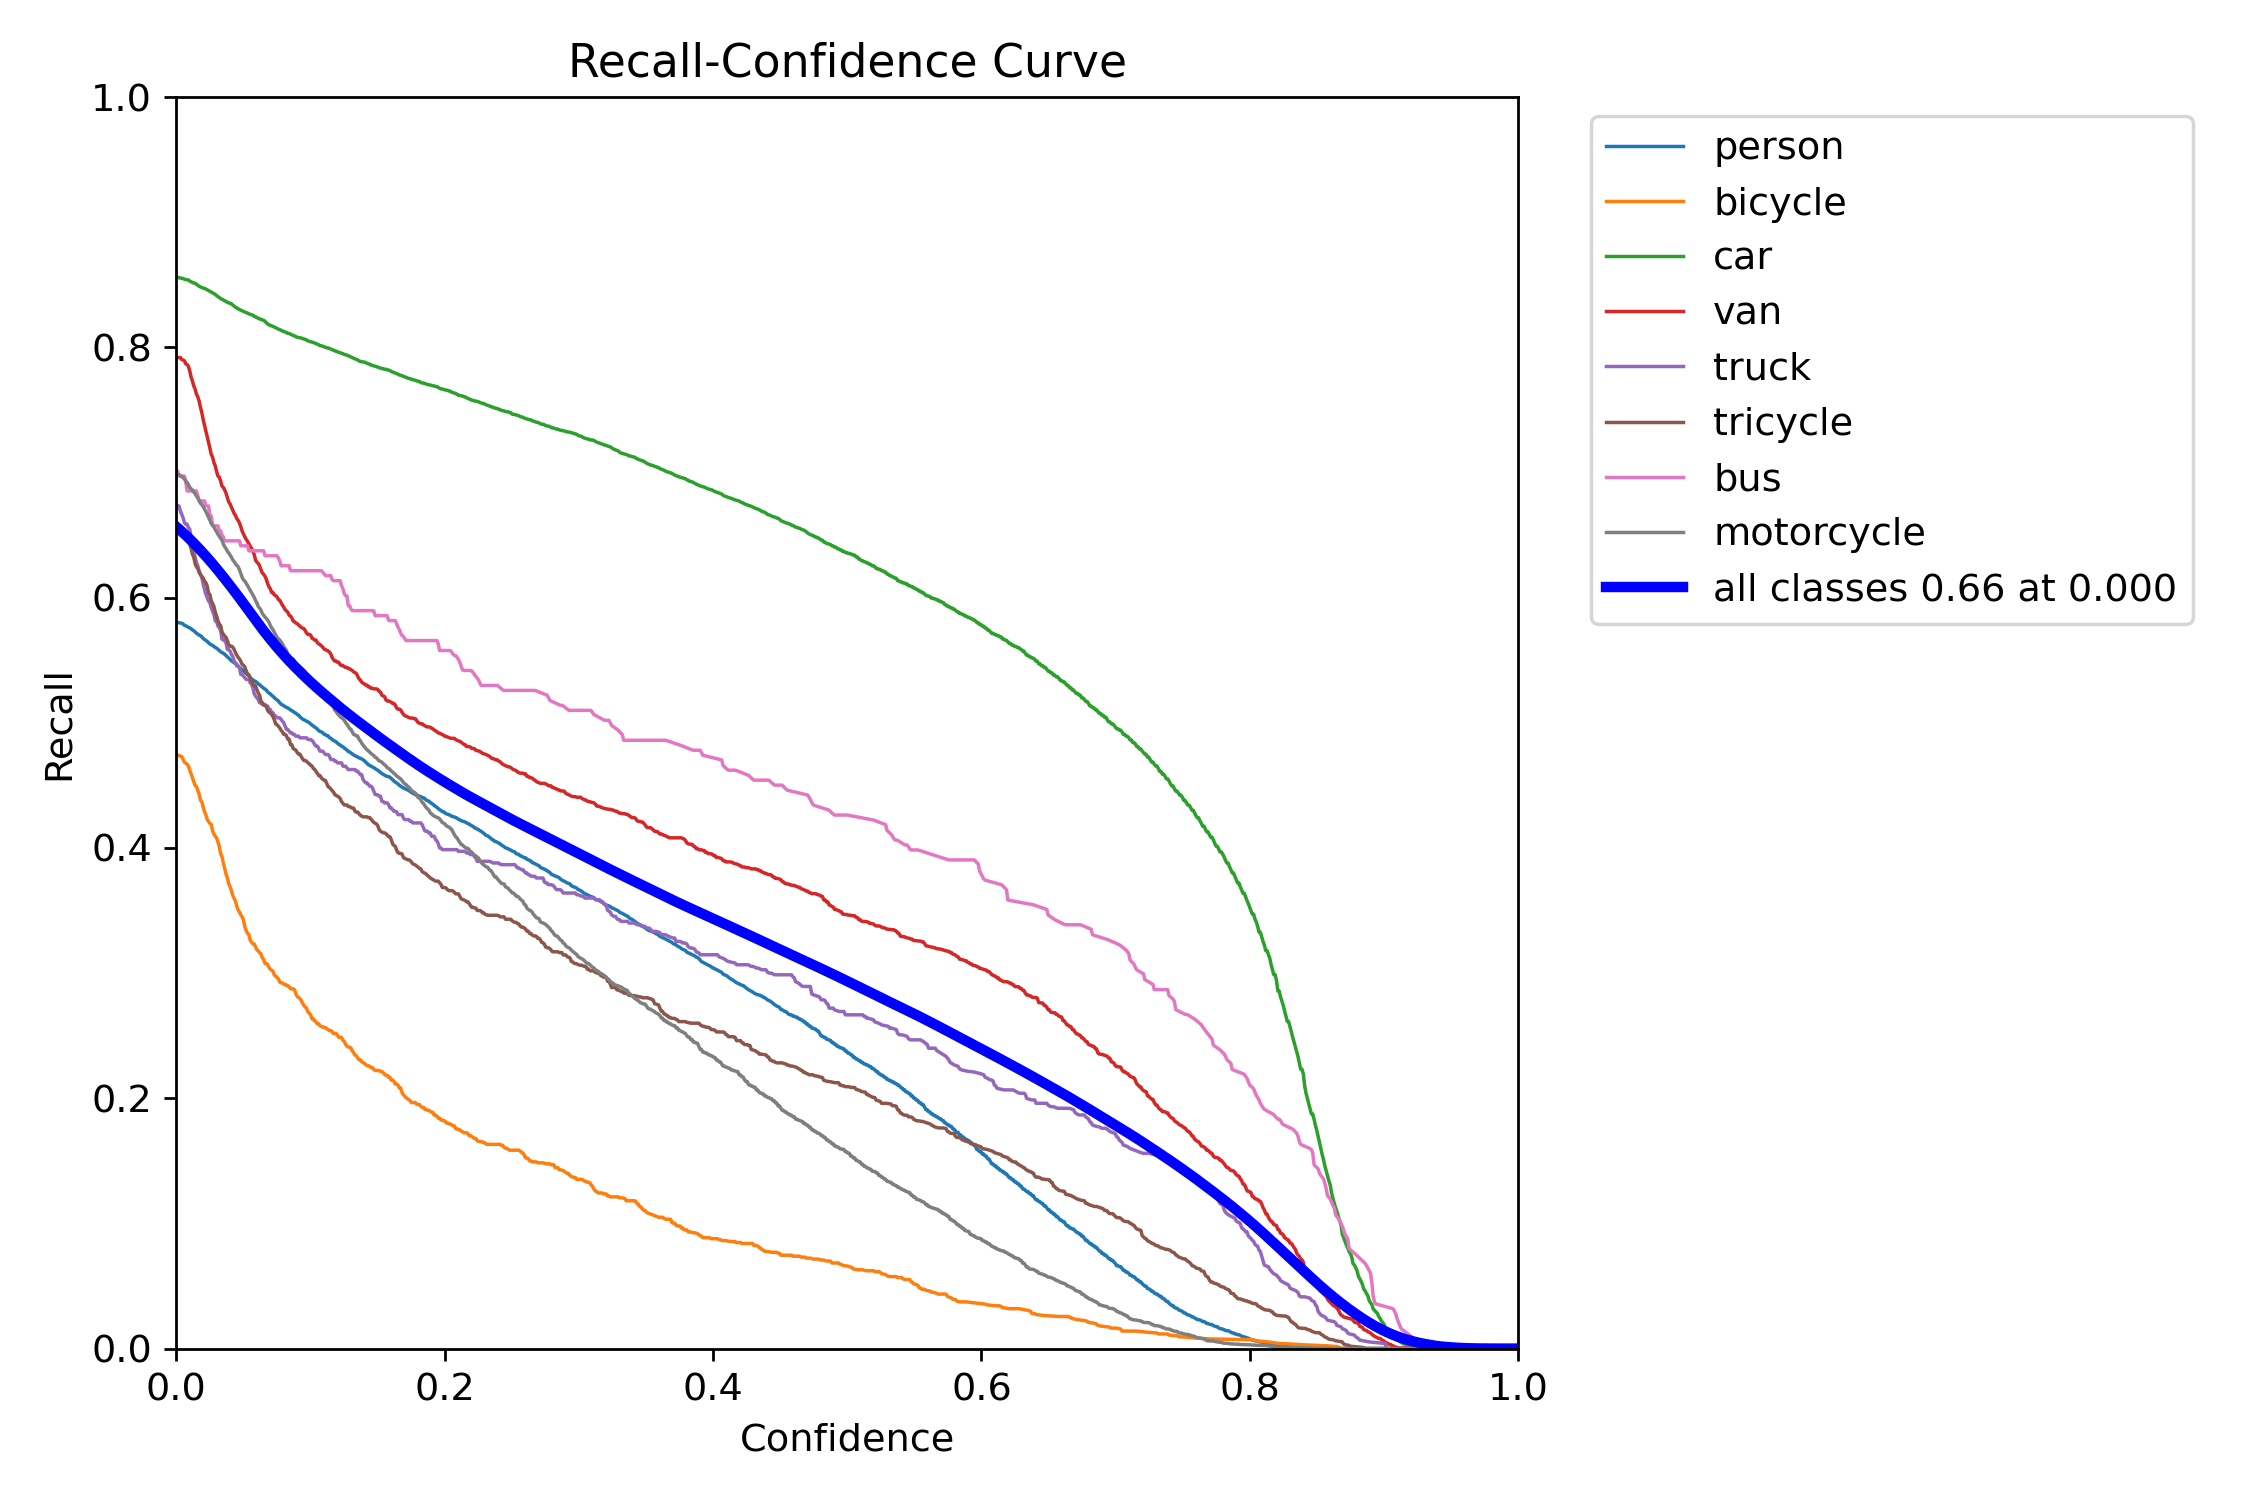 Recall-Confidence Curve
1.0
0.8
0.6
0.4
0.2
0.0
Recall
0.0 0.2 0.4 0.6 0.8 1.0
Confidence
person
bicycle
car
van
truck
tricycle
bus
motorcycle
all classes 0.66 at 0.000